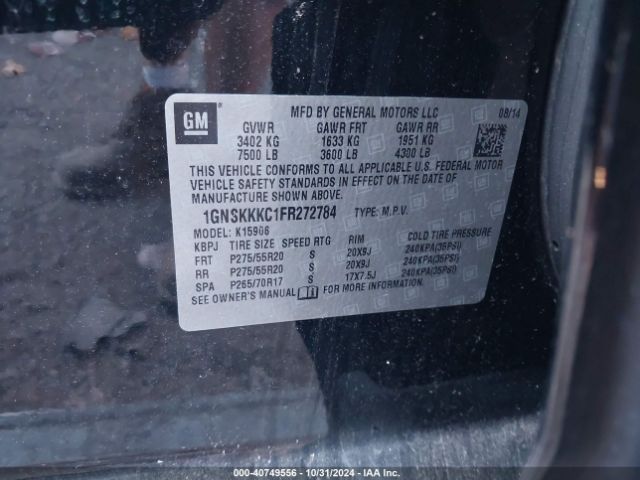 GM
MFD BY GENERAL MOTORS LLC 08/14
GVWR GAWR FRT GAWR RR
3402 KG 1633 KG 1951 KG
7500 LB 3600 LB 4300 LB
THIS VEHICLE CONFORMS TO ALL APPLICABLE U.S. FEDERAL MOTOR
VEHICLE SAFETY STANDARDS IN EFFECT ON THE DATE OF
MANUFACTURE SHOWN ABOVE.
1GNSKKKC1FR272784 TYPE: M.P.V.
MODEL: K15906
KBPJ TIRE SIZE SPEED RTG RIM COLD TIRE PRESSURE
FRT P275/55R20 S 20X9J 240KPA(35PSI)
RR P275/55R20 S 20X9J 240KPA(35PSI)
SPA P265/70R17 S 17X7.5J 240KPA(35PSI)
SEE OWNER'S MANUAL FOR ADDITIONAL INFORMATION.
000-40749556 - 10/31/2024 - IAA Inc.